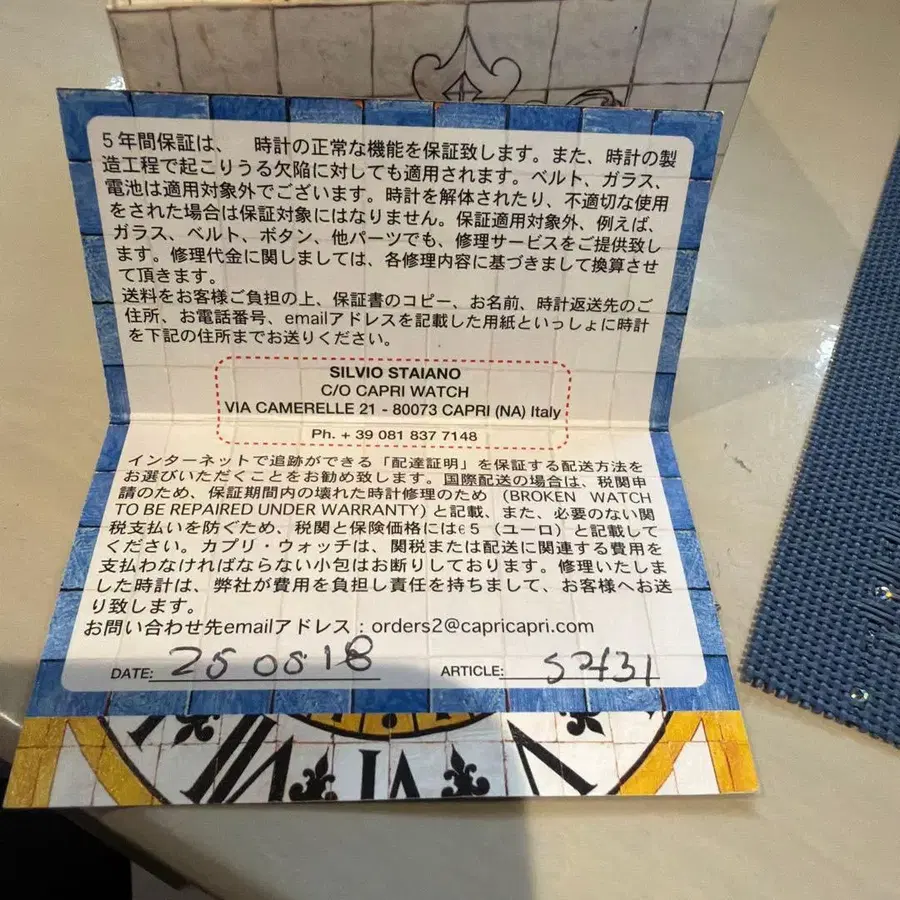 5年間保証は、　時計の正常な機能を保証致します。また、時計の製
造工程で起こりうる欠陥に対しても適用されます。ベルト、ガラス、
電池は適用対象外でございます。時計を解体されたり、不適切な使用
をされた場合は保証対象にはなりません。保証適用対象外、例えば、
ガラス、ベルト、ボタン、他パーツでも、修理サービスをご提供致し
ます。修理代金に関しましては、各修理内容に基づきまして換算させ
て頂きます。
送料をお客様ご負担の上、保証書のコピー、お名前、時計返送先のご
住所、お電話番号、emailアドレスを記載した用紙といっしょに時計
を下記の住所までお送りください。
SILVIO STAIANO
C/O CAPRI WATCH
VIA CAMERELLE 21 - 80073 CAPRI (NA) Italy
Ph. + 39 081 837 7148
インターネットで追跡ができる「配達証明」を保証する配送方法を
お選びいただくことをお勧め致します。国際配送の場合は、税関申
請のため、保証期間内の壊れた時計修理のため（BROKEN WATCH
TO BE REPAIRED UNDER WARRANTY）と記載、また、必要のない関
税支払いを防ぐため、税関と保険価格には€5（ユーロ）と記載して
ください。カプリ・ウォッチは、関税または配送に関連する費用を
支払わなければならない小包はお断りしております。修理いたしま
した時計は、弊社が費用を負担し責任を持ちまして、お客様へお送
り致します。
お問い合わせ先emailアドレス：orders2@capricapri.com
DATE: 25 05 18 ARTICLE: 52431
VII VI V